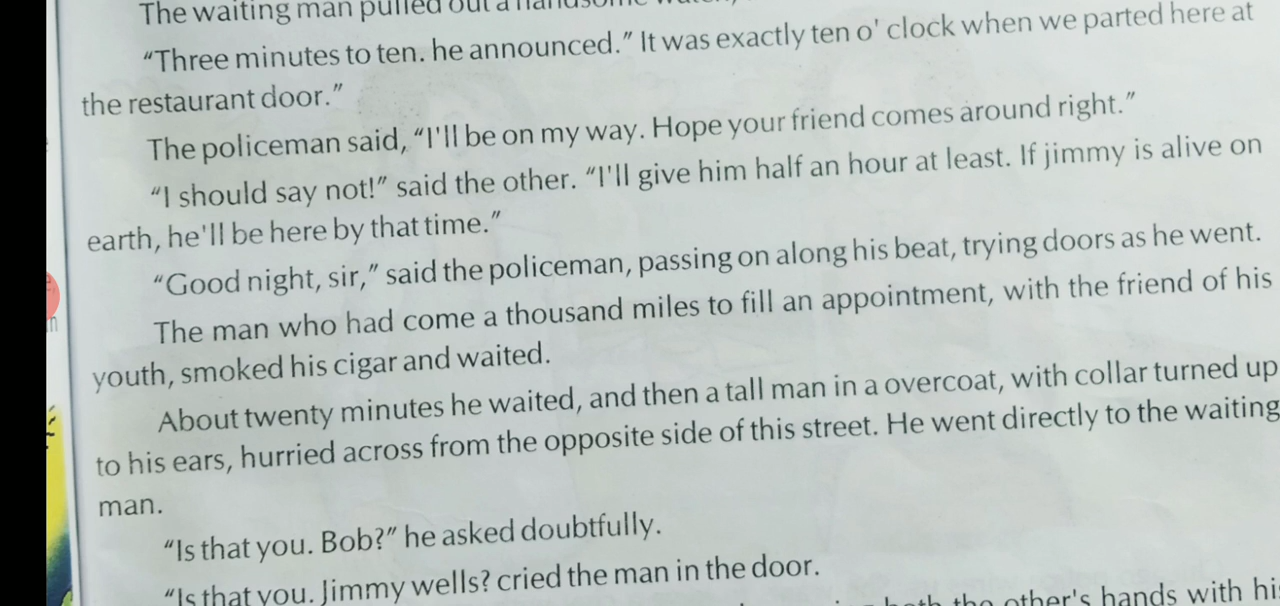 The waiting man pulled out a handsome
“Three minutes to ten. he announced.” It was exactly ten o' clock when we parted here at
the restaurant door.”
The policeman said, “I'll be on my way. Hope your friend comes around right.”
“I should say not!” said the other. “I'll give him half an hour at least. If jimmy is alive on
earth, he'll be here by that time.”
“Good night, sir,” said the policeman, passing on along his beat, trying doors as he went.
The man who had come a thousand miles to fill an appointment, with the friend of his
youth, smoked his cigar and waited.
About twenty minutes he waited, and then a tall man in a overcoat, with collar turned up
to his ears, hurried across from the opposite side of this street. He went directly to the waiting
man.
“Is that you. Bob?” he asked doubtfully.
“Is that you. Jimmy wells? cried the man in the door.
both the other's hands with